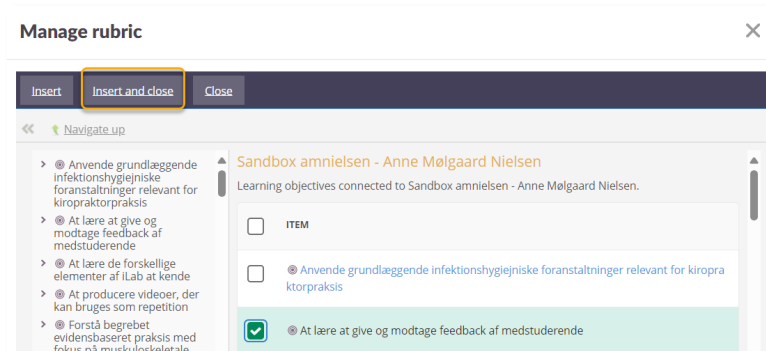 Manage rubric
Insert
Insert and close
Close
Navigate up
Anvende grundlæggende
infektionshygiejniske
foranstaltninger relevant for
kiropraktorpraksis
At lære at give og
modtage feedback af
medstuderende
At lære de forskellige
elementer af iLab at kende
At producere videoer, der
kan bruges som repetition
Forstå begrebet
evidensbaseret praksis med
fokus på muskuloskeletale
Sandbox amnielsen - Anne Mølgaard Nielsen
Learning objectives connected to Sandbox amnielsen - Anne Mølgaard Nielsen.
ITEM
Anvende grundlæggende infektionshygiejniske foranstaltninger relevant for kiropra
ktorpraksis
At lære at give og modtage feedback af medstuderende